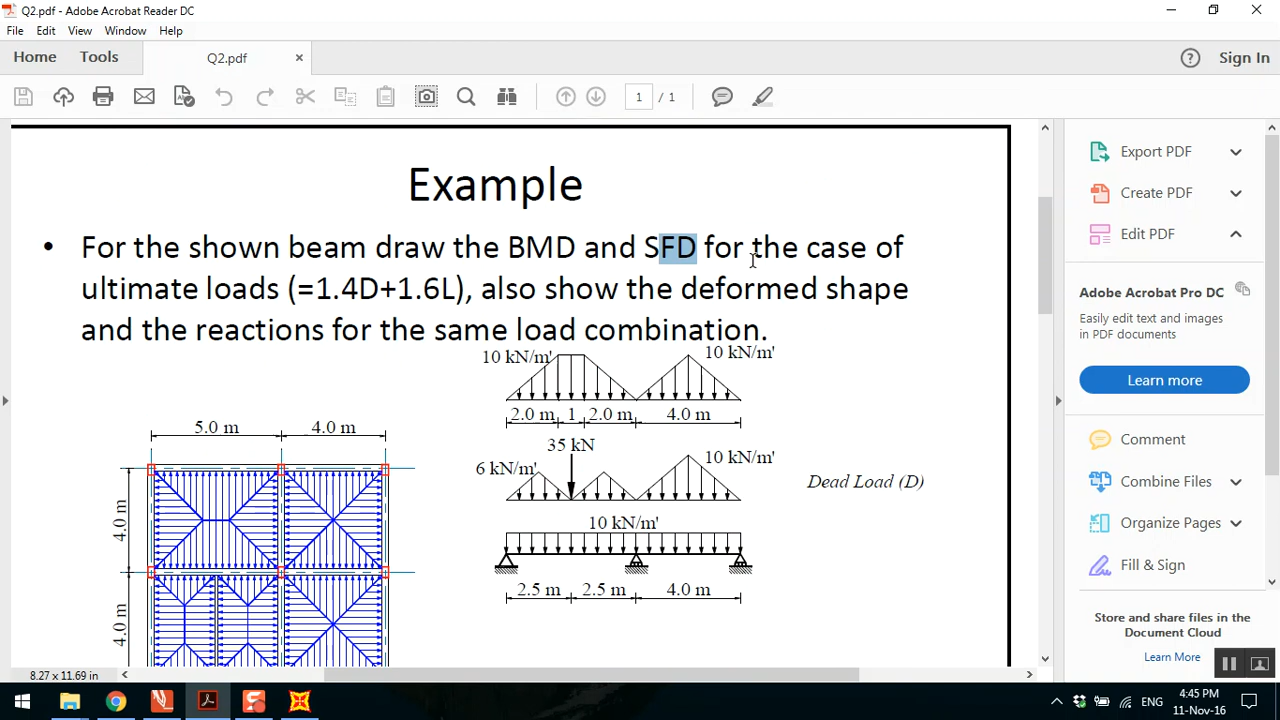 Q2.pdf - Adobe Acrobat Reader DC
File Edit View Window Help
Home Tools Q2.pdf × ? Sign In
1 / 1
Example
• For the shown beam draw the BMD and SFD for the case of
ultimate loads (=1.4D+1.6L), also show the deformed shape
and the reactions for the same load combination.
10 kN/m' 10 kN/m'
2.0 m 1 2.0 m 4.0 m
35 kN
6 kN/m' 10 kN/m'
Dead Load (D)
10 kN/m'
2.5 m 2.5 m 4.0 m
5.0 m 4.0 m
4.0 m
4.0 m
8.27 x 11.69 in
Export PDF
Create PDF
Edit PDF
Adobe Acrobat Pro DC
Easily edit text and images
in PDF documents
Learn more
Comment
Combine Files
Organize Pages
Fill & Sign
Store and share files in the
Document Cloud
Learn More
ENG
4:45 PM
11-Nov-16